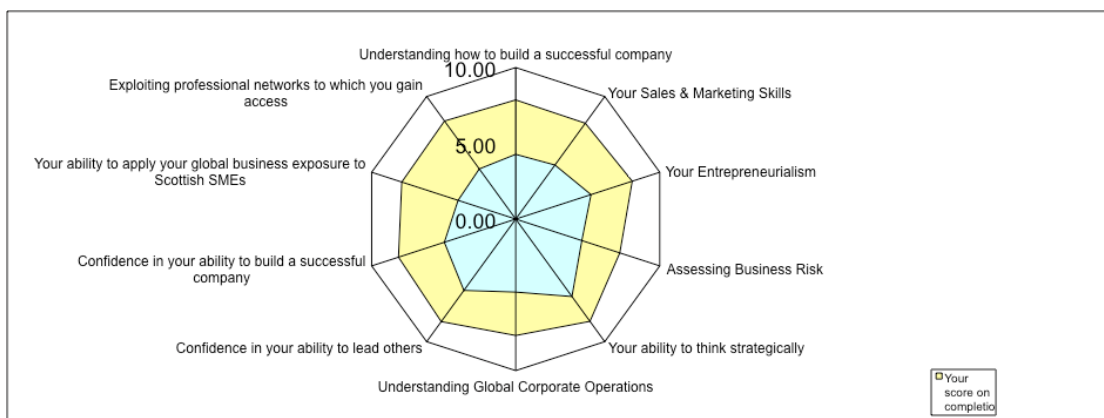 Understanding how to build a successful company
10.00
Exploiting professional networks to which you gain
access
Your Sales & Marketing Skills
5.00
Your ability to apply your global business exposure to
Scottish SMEs
Your Entrepreneurialism
0.00
Confidence in your ability to build a successful
company
Assessing Business Risk
Confidence in your ability to lead others
Your ability to think strategically
Understanding Global Corporate Operations
Your
score on
completio